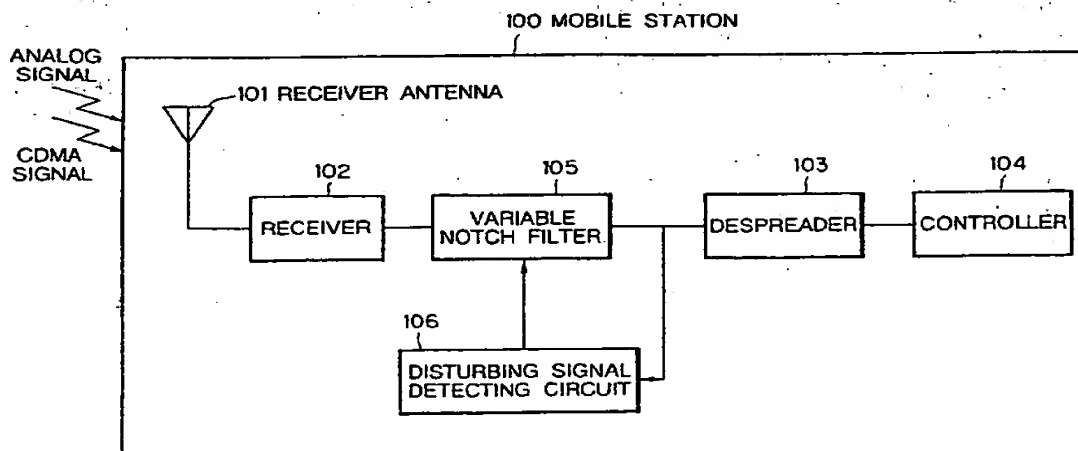 100 MOBILE STATION
ANALOG
SIGNAL
101 RECEIVER ANTENNA
CDMA
SIGNAL
102
105
103
104
RECEIVER
VARIABLE
NOTCH FILTER
DESPREADER
CONTROLLER
106
DISTURBING SIGNAL
DETECTING CIRCUIT